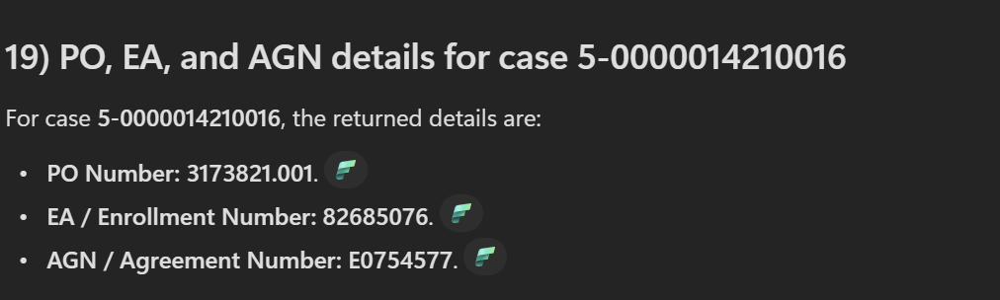 19) PO, EA, and AGN details for case 5-0000014210016
For case 5-0000014210016, the returned details are:
• PO Number: 3173821.001.
• EA / Enrollment Number: 82685076.
• AGN / Agreement Number: E0754577.